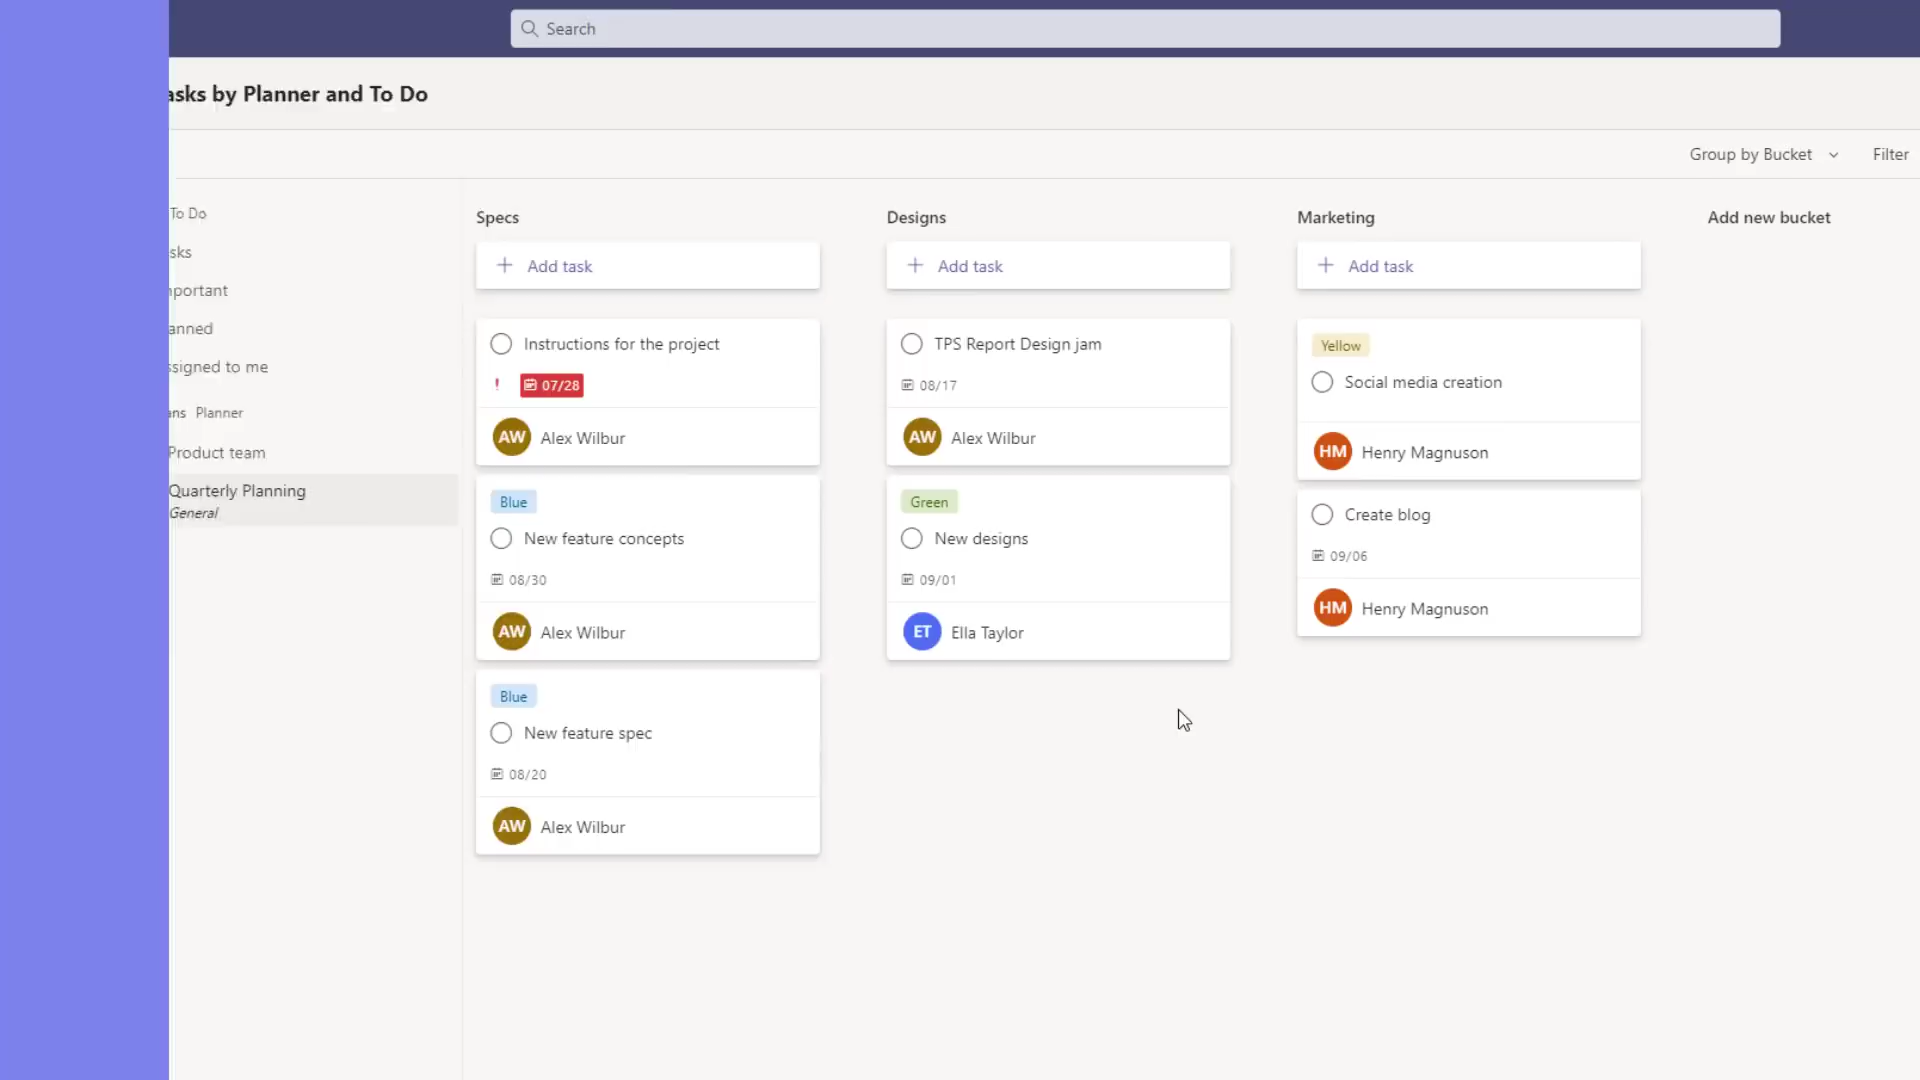 Search
asks by Planner and To Do
Group by Bucket
Filter
To Do
sks
mportant
anned
ssigned to me
ans Planner
Product team
Quarterly Planning
General
Specs
+ Add task
Instructions for the project
! 07/28
AW Alex Wilbur
Blue
New feature concepts
08/30
AW Alex Wilbur
Blue
New feature spec
08/20
AW Alex Wilbur
Designs
+ Add task
TPS Report Design jam
08/17
AW Alex Wilbur
Green
New designs
09/01
ET Ella Taylor
Marketing
+ Add task
Yellow
Social media creation
HM Henry Magnuson
Create blog
09/06
HM Henry Magnuson
Add new bucket